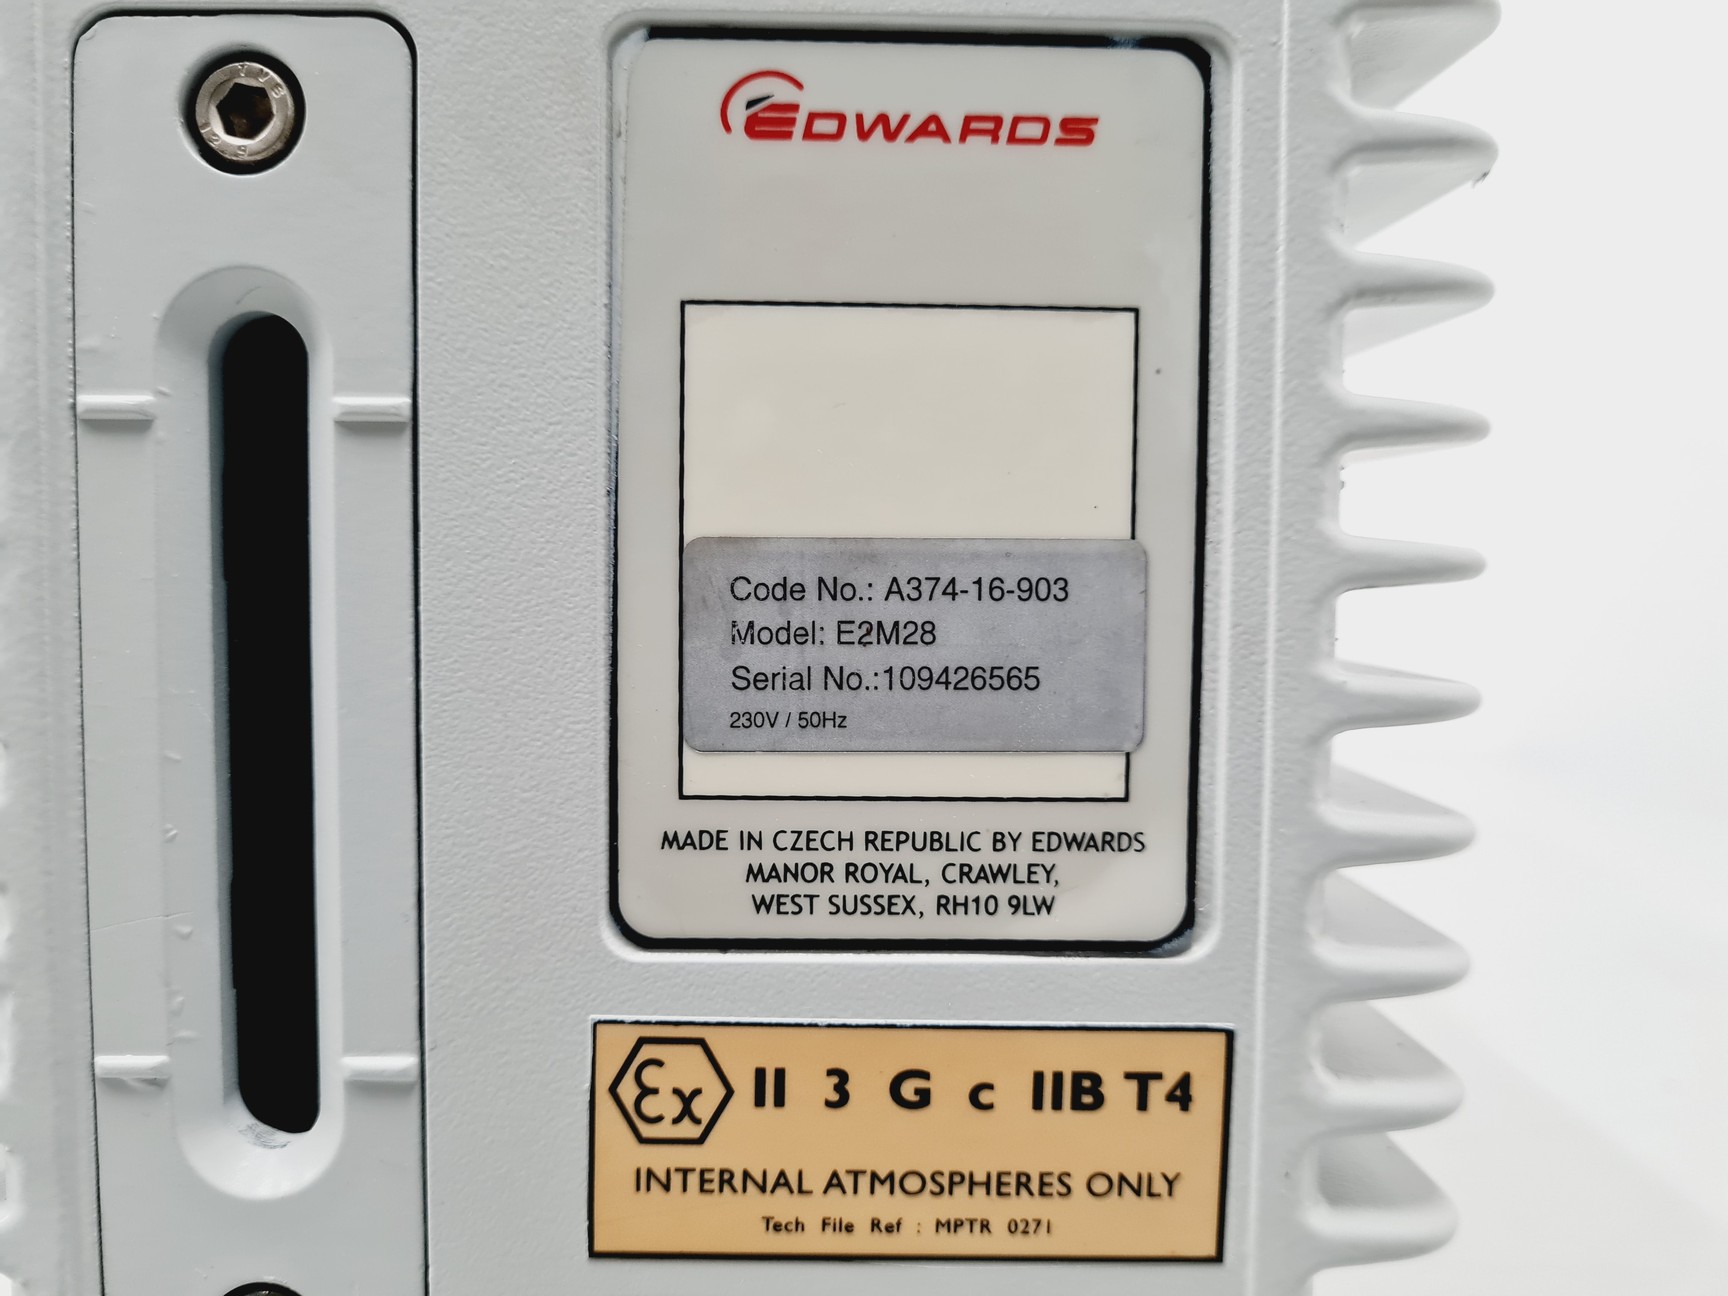 EDWARDS
Code No.: A374-16-903
Model: E2M28
Serial No.:109426565
230V / 50Hz
MADE IN CZECH REPUBLIC BY EDWARDS
MANOR ROYAL, CRAWLEY,
WEST SUSSEX, RH10 9LW
Ex II 3 G c IIB T4
INTERNAL ATMOSPHERES ONLY
Tech File Ref : MPTR 0271